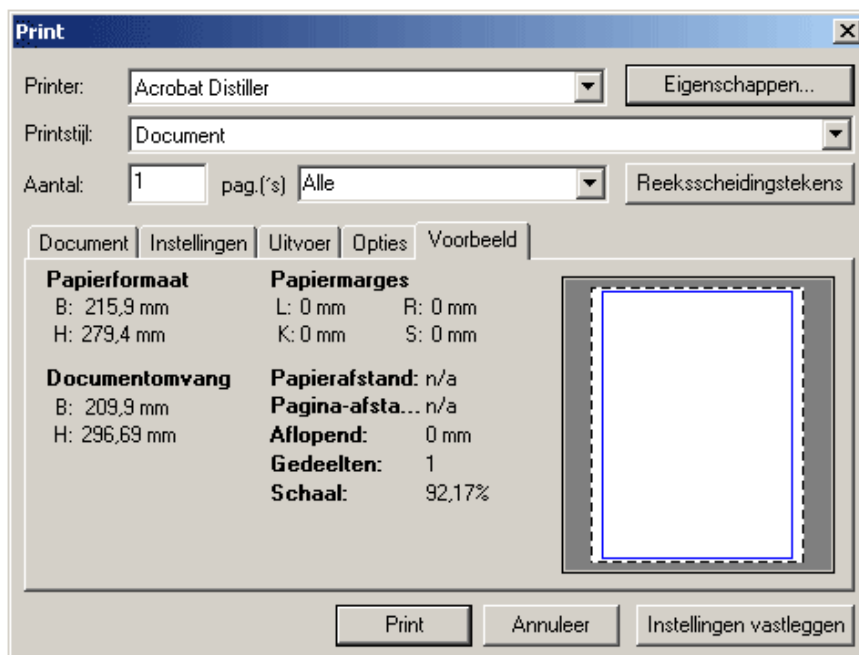 Print
Printer: Acrobat Distiller Eigenschappen...
Printstijl: Document
Aantal: 1 pag.(´s) Alle Reeksscheidingstekens
Document Instellingen Uitvoer Opties Voorbeeld
Papierformaat Papiermarges
B: 215,9 mm L: 0 mm R: 0 mm
H: 279,4 mm K: 0 mm S: 0 mm
Documentomvang Papierafstand: n/a
B: 209,9 mm Pagina-afsta... n/a
H: 296,69 mm Aflopend: 0 mm
Gedeelten: 1
Schaal: 92,17%
Print Annuleer Instellingen vastleggen